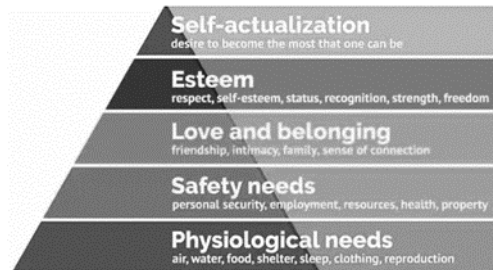 Self-actualization
desire to become the most that one can be
Esteem
respect, self-esteem, status, recognition, strength, freedom
Love and belonging
friendship, intimacy, family, sense of connection
Safety needs
personal security, employment, resources, health, property
Physiological needs
air, water, food, shelter, sleep, clothing, reproduction